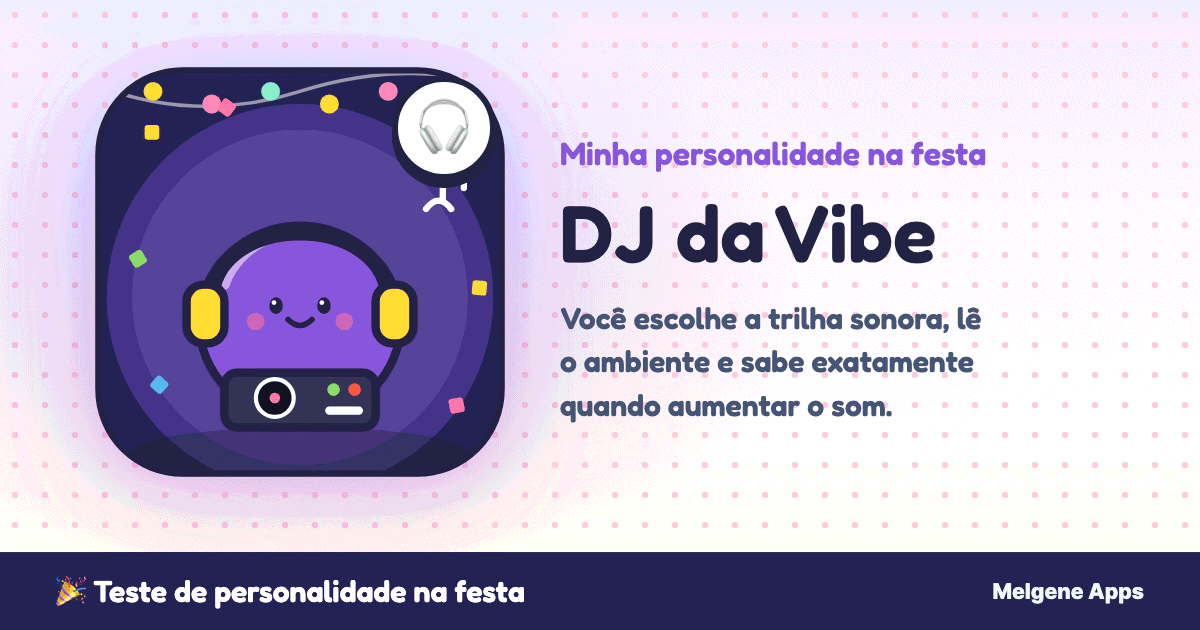 Minha personalidade na festa
DJ da Vibe
Você escolhe a trilha sonora, lê
o ambiente e sabe exatamente
quando aumentar o som.
🎉 Teste de personalidade na festa
Melgene Apps